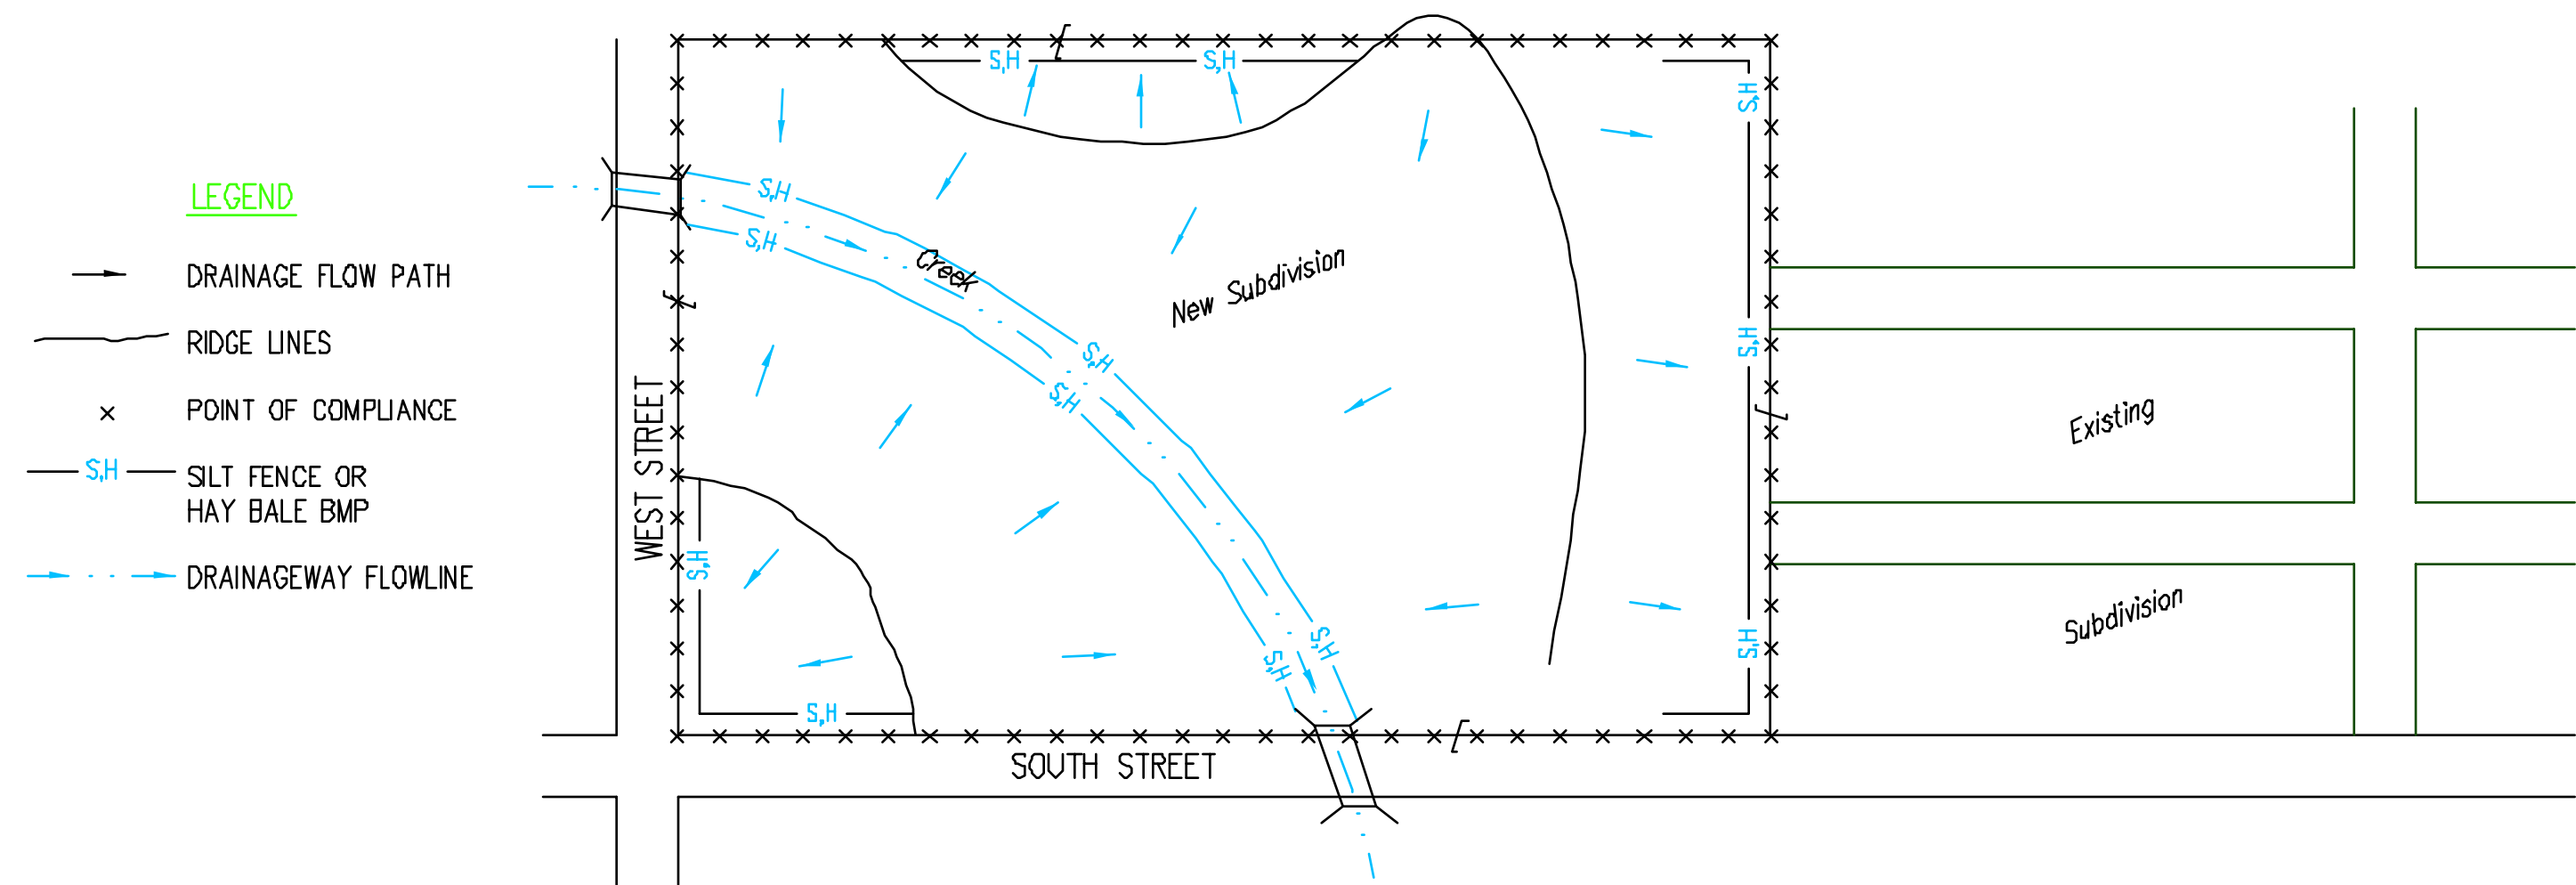 LEGEND
DRAINAGE FLOW PATH
RIDGE LINES
POINT OF COMPLIANCE
S,H
SILT FENCE OR
HAY BALE BMP
DRAINAGEWAY FLOWLINE
S,H
S,H
S,H
S,H
S,H
Creek
New Subdivision
S,H
S,H
S,H
WEST STREET
S,H
S,H
S,H
S,H
S,H
SOUTH STREET
Existing
Subdivision